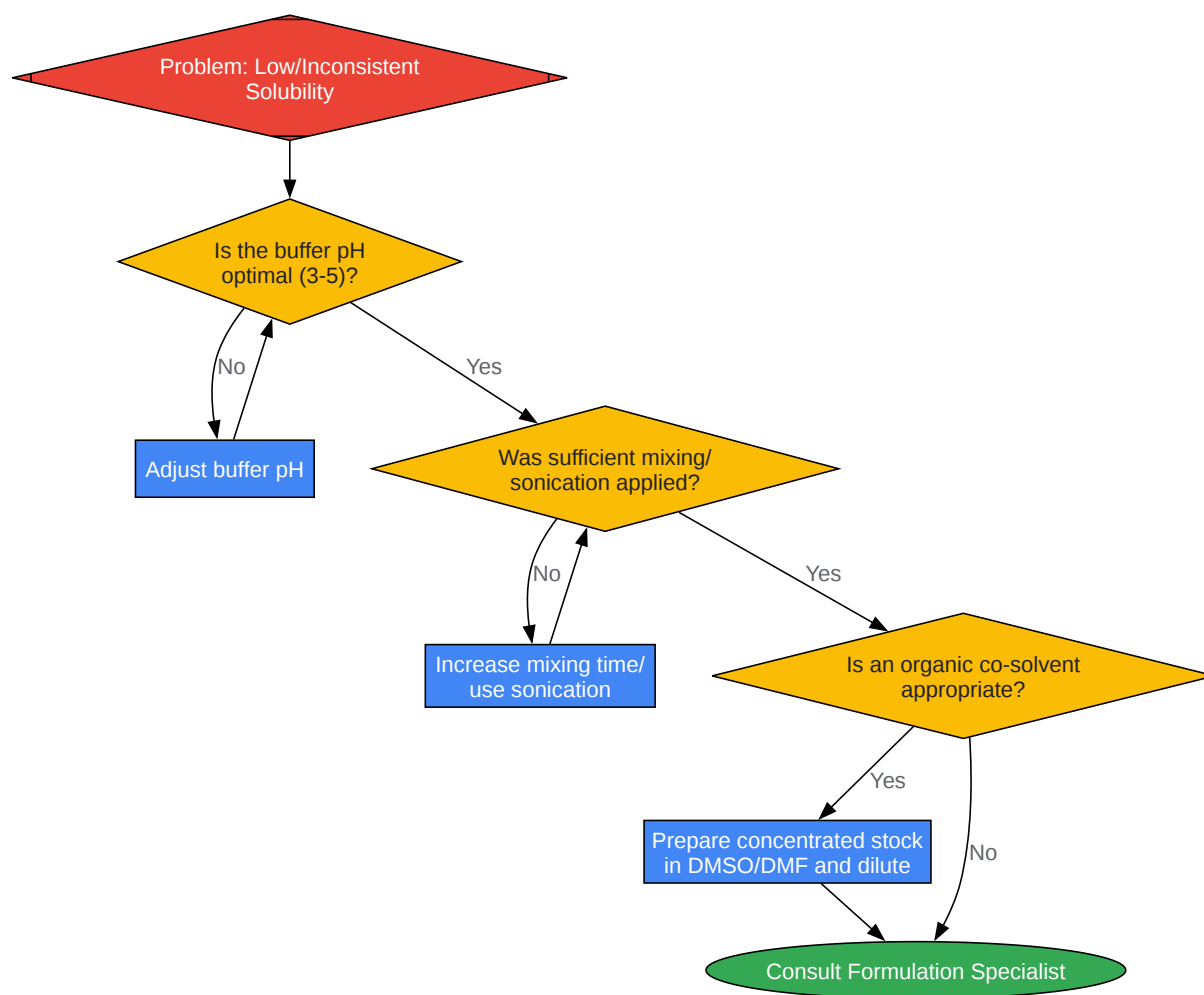 Problem: Low/Inconsistent
Solubility
Is the buffer pH
optimal (3-5)?
No
Yes
Adjust buffer pH
Was sufficient mixing/
sonication applied?
No
Yes
Increase mixing time/
use sonication
Is an organic co-solvent
appropriate?
Yes
No
Prepare concentrated stock
in DMSO/DMF and dilute
Consult Formulation Specialist